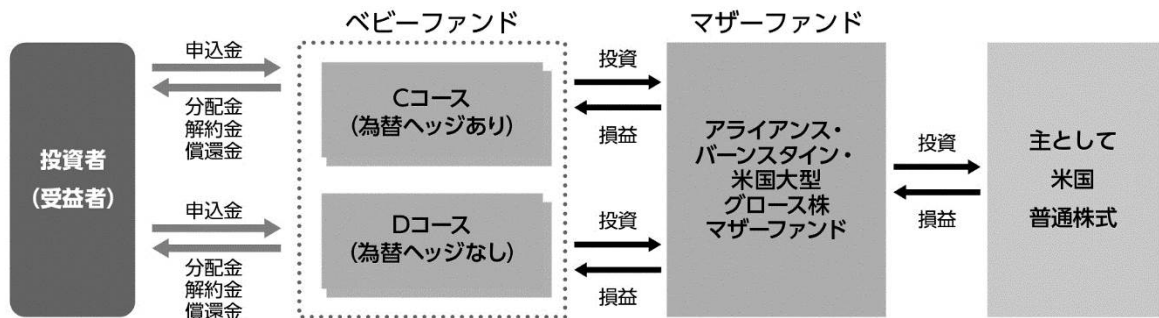 ベビーファンド
マザーファンド
投資者
(受益者)
申込金
分配金
解約金
償還金
申込金
分配金
解約金
償還金
Cコース
(為替ヘッジあり)
Dコース
(為替ヘッジなし)
投資
損益
投資
損益
アライアンス・
バーンスタイン・
米国大型
グロース株
マザーファンド
投資
損益
主として
米国
普通株式